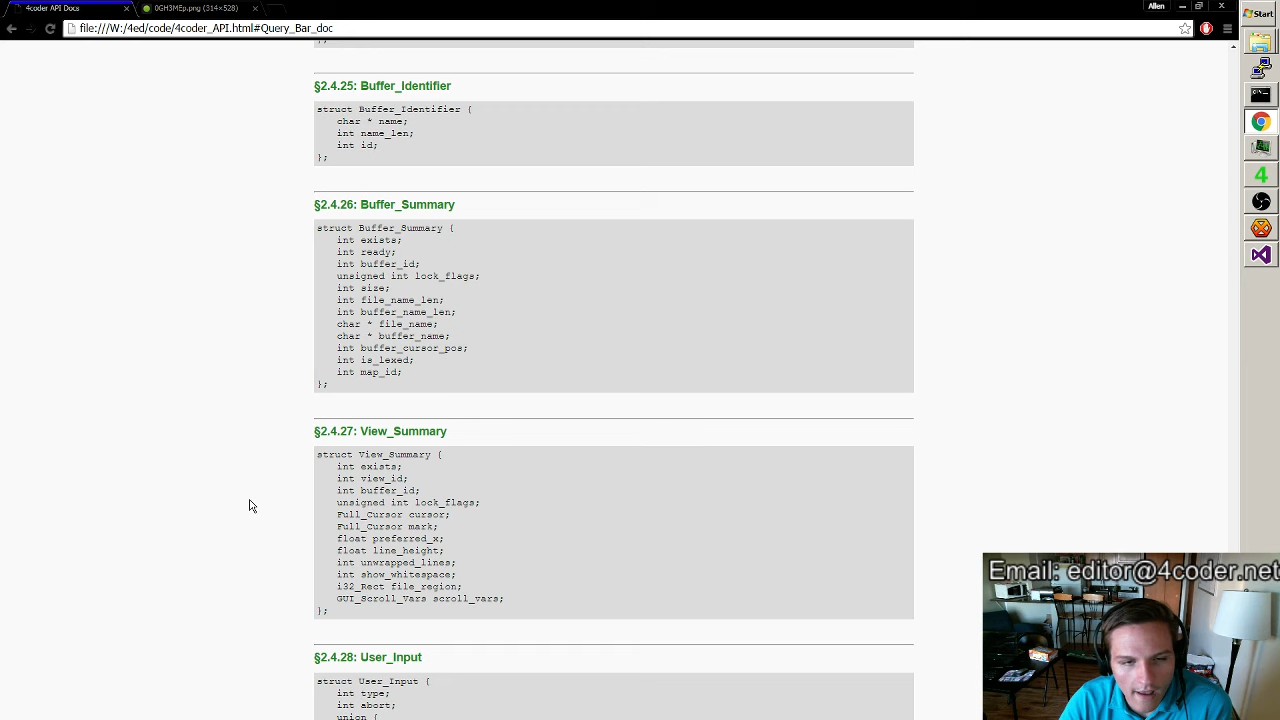 4coder API Docs
0GH3MEp.png (314×528)
Allen
Start
file:///W:/4ed/code/4coder_API.html#Query_Bar_doc
};
§2.4.25: Buffer_Identifier
struct Buffer_Identifier {
char * name;
int name_len;
int id;
};
§2.4.26: Buffer_Summary
struct Buffer_Summary {
int exists;
int ready;
int buffer_id;
unsigned int lock_flags;
int size;
int file_name_len;
int buffer_name_len;
char * file_name;
char * buffer_name;
int buffer_cursor_pos;
int is_lexed;
int map_id;
};
§2.4.27: View_Summary
struct View_Summary {
int exists;
int view_id;
int buffer_id;
unsigned int lock_flags;
Full_Cursor cursor;
Full_Cursor mark;
float preferred_x;
float line_height;
int unwrapped_lines;
int show_whitespace;
i32_Rect file_region;
GUI_Scroll_Vars scroll_vars;
};
§2.4.28: User_Input
struct User_Input {
int type;
int abort;
union {
4
Email: editor@4coder.net